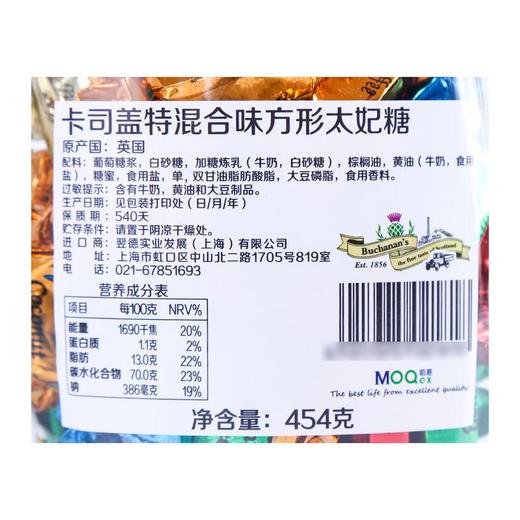 卡司盖特混合味方形太妃糖
原产国：英国
配料：葡萄糖浆，白砂糖，加糖炼乳（牛奶，白砂糖），棕榈油，黄油（牛奶，食用
盐），糖蜜，食用盐，单，双甘油脂肪酸脂，大豆磷脂，食用香料。
过敏提示：含有牛奶，黄油和大豆制品。
生产日期：见包装打印处（日/月/年）
保 质 期：540天
贮存条件：请置于阴凉干燥处。
进 口 商：翌德实业发展（上海）有限公司
地 址：上海市虹口区中山北二路1705号819室
电 话：021-67851693
Buchanan's
Est. 1856
the fine taste of Scotland
营养成分表
项目 每100克 NRV%
能量 1690千焦 20%
蛋白质 1.1克 2%
脂肪 13.0克 22%
碳水化合物 70.0克 23%
钠 386毫克 19%
MOQ
ex
The best life from excellent quality
净含量：454克
Coconut